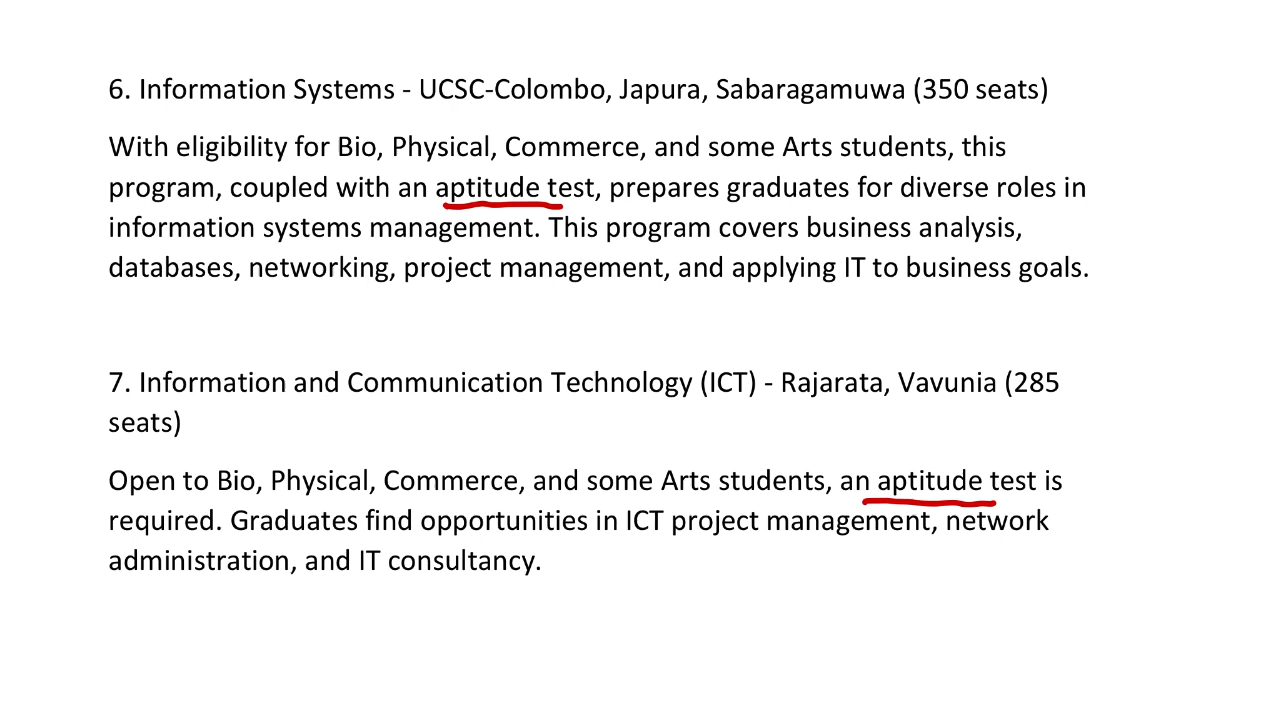 6. Information Systems - UCSC-Colombo, Japura, Sabaragamuwa (350 seats)
With eligibility for Bio, Physical, Commerce, and some Arts students, this
program, coupled with an aptitude test, prepares graduates for diverse roles in
information systems management. This program covers business analysis,
databases, networking, project management, and applying IT to business goals.
7. Information and Communication Technology (ICT) - Rajarata, Vavunia (285
seats)
Open to Bio, Physical, Commerce, and some Arts students, an aptitude test is
required. Graduates find opportunities in ICT project management, network
administration, and IT consultancy.